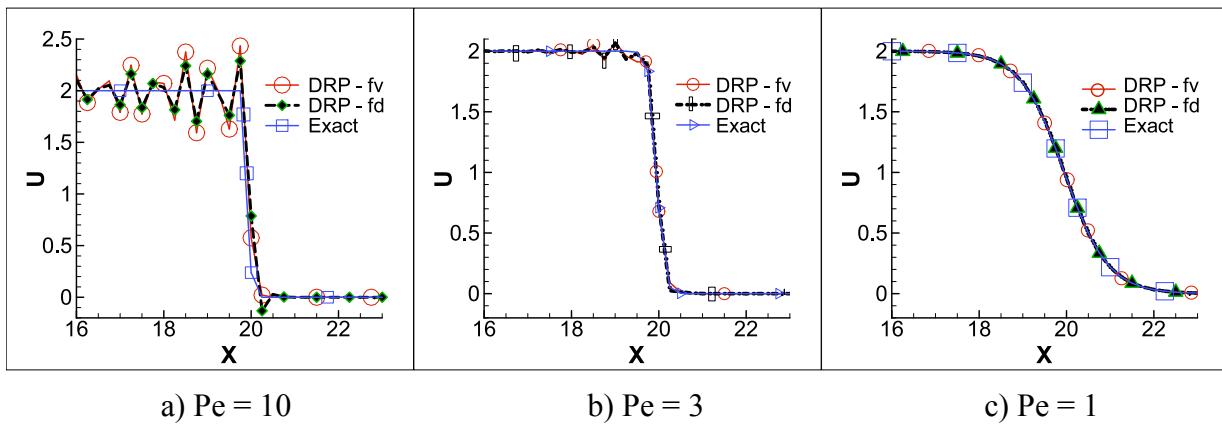 2.5
2
1.5
1
0.5
0
U
16
18
20
22
X
DRP - fv
DRP - fd
Exact
2
1.5
1
0.5
0
U
16
18
20
22
X
DRP - fv
DRP - fd
Exact
2
1.5
1
0.5
0
U
16
18
20
22
X
DRP - fv
DRP - fd
Exact
a) Pe = 10
b) Pe = 3
c) Pe = 1